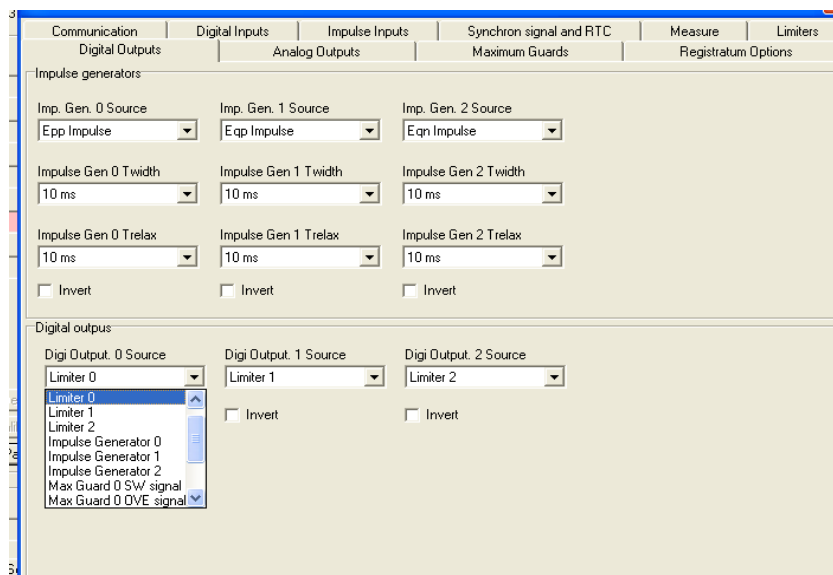 Communication Digital Inputs Impulse Inputs Synchron signal and RTC Measure Limiters
Digital Outputs Analog Outputs Maximum Guards Registratum Options
Impulse generators
Imp. Gen. 0 Source Imp. Gen. 1 Source Imp. Gen. 2 Source
Epp Impulse Eqp Impulse Eqn Impulse
Impulse Gen 0 Twidth Impulse Gen 1 Twidth Impulse Gen 2 Twidth
10 ms 10 ms 10 ms
Impulse Gen 0 Trelax Impulse Gen 1 Trelax Impulse Gen 2 Trelax
10 ms 10 ms 10 ms
Invert Invert Invert
Digital outpus
Digi Output. 0 Source Digi Output. 1 Source Digi Output. 2 Source
Limiter 0 Limiter 1 Limiter 2
Limiter 0
Limiter 1 Invert Invert
Limiter 2
Impulse Generator 0
Impulse Generator 1
Impulse Generator 2
Max Guard 0 SW signal
Max Guard 0 OVE signal